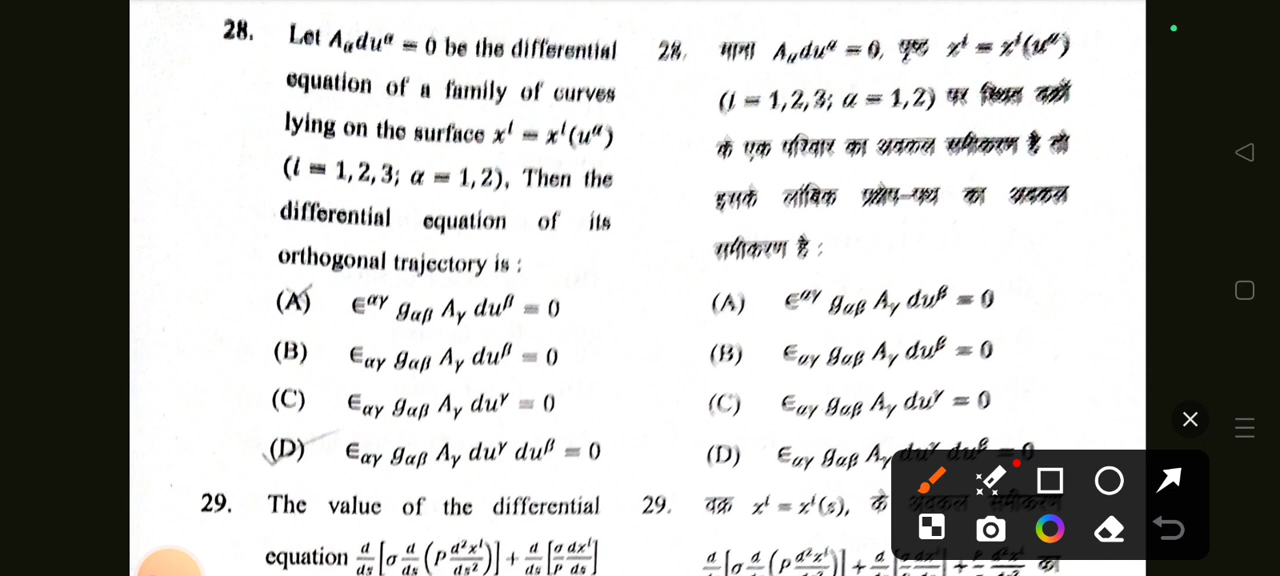 28. Let A_α du^α = 0 be the differential
equation of a family of curves
lying on the surface x^i = x^i(u^α)
(i = 1,2,3; α = 1,2), Then the
differential equation of its
orthogonal trajectory is :
(A) ∈^{αγ} g_{αβ} A_γ du^β = 0
(B) ∈_{αγ} g_{αβ} A_γ du^β = 0
(C) ∈_{αγ} g_{αβ} A_γ du^γ = 0
(D) ∈_{αγ} g_{αβ} A_γ du^γ du^β = 0
29. The value of the differential
equation d/ds [σ d/ds (ρ d²x^i/ds²)] + d/ds [σ/ρ dx^i/ds]
28. माना A_α du^α = 0, पृष्ठ x^i = x^i(u^α)
(i = 1,2,3; α = 1,2) पर स्थित वक्रों
के एक परिवार का अवकल समीकरण है तो
इसके लांबिक प्रक्षेप-पथ का अवकल
समीकरण है :
(A) ∈^{αγ} g_{αβ} A_γ du^β = 0
(B) ∈_{αγ} g_{αβ} A_γ du^β = 0
(C) ∈_{αγ} g_{αβ} A_γ du^γ = 0
(D) ∈_{αγ} g_{αβ} A_γ du^γ du^β = 0
29. वक्र x^i = x^i(s), के अवकल समीकरण